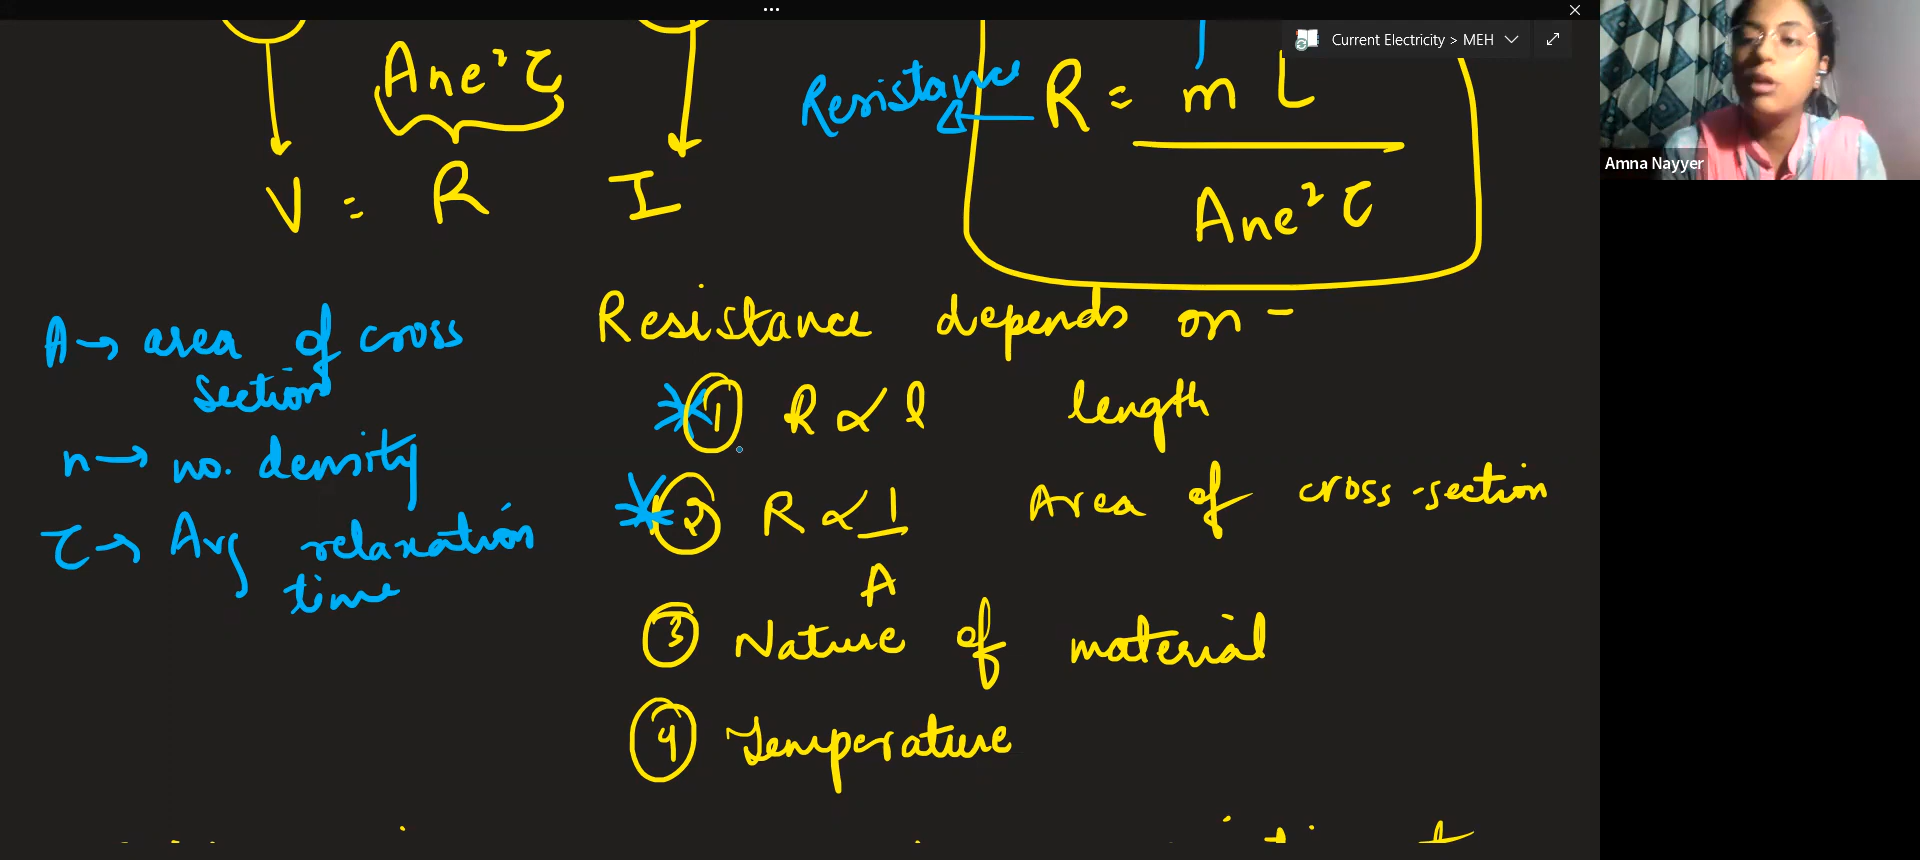 Current Electricity > MEH
Ane²τ
Resistance
R = m L
Ane²τ
V = R I
Amna Nayyer
Resistance depends on -
A → area of cross
section
n → no. density
τ → Avg relaxation
time
① R ∝ l length
② R ∝ 1 Area of cross-section
A
③ Nature of material
④ Temperature